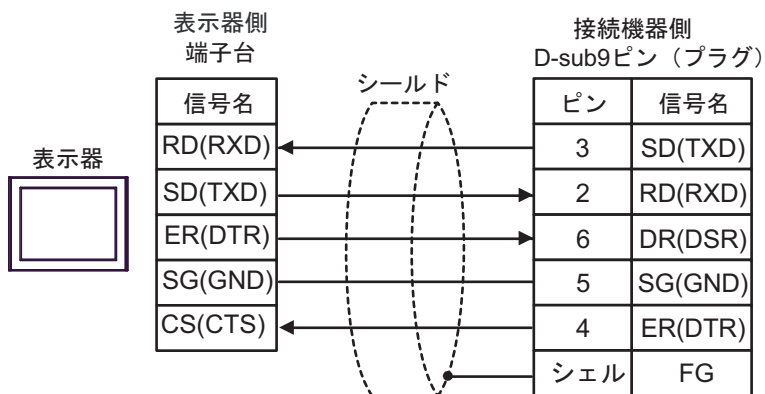 表示器側
端子台
接続機器側
D-sub9ピン（プラグ）
シールド
信号名
ピン
信号名
表示器
RD(RXD)
3
SD(TXD)
SD(TXD)
2
RD(RXD)
ER(DTR)
6
DR(DSR)
SG(GND)
5
SG(GND)
CS(CTS)
4
ER(DTR)
シェル
FG